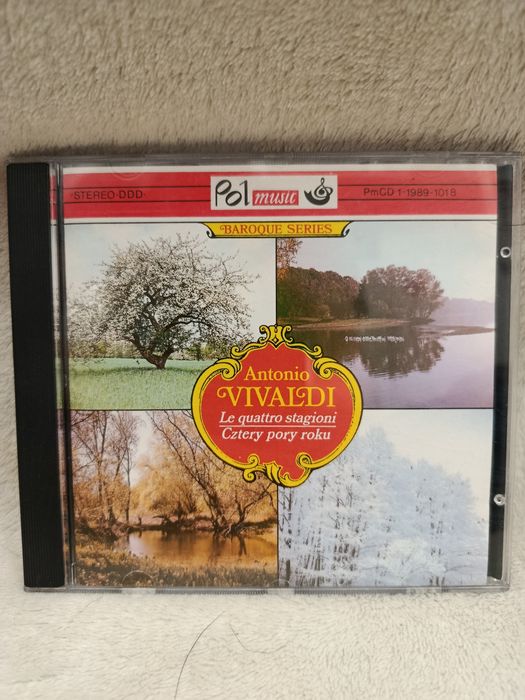 STEREO-DDD
Pol music
PmCD 1-1989-1018
BAROQUE SERIES
Antonio
VIVALDI
Le quattro stagioni
Cztery pory roku